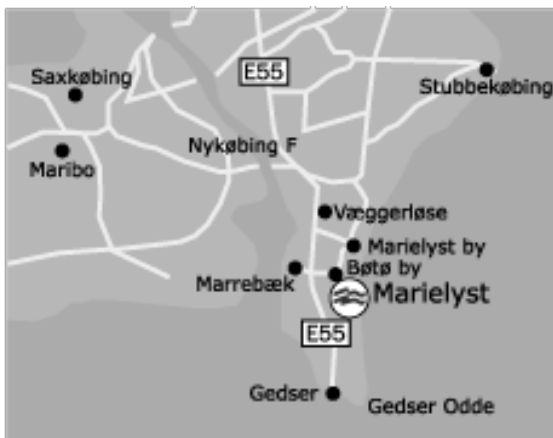 E55
Saxkøbing
Stubbekøbing
Nykøbing F
Maribo
Væggerløse
Marielyst by
Bøtø by
Marrebæk
Marielyst
E55
Gedser
Gedser Odde